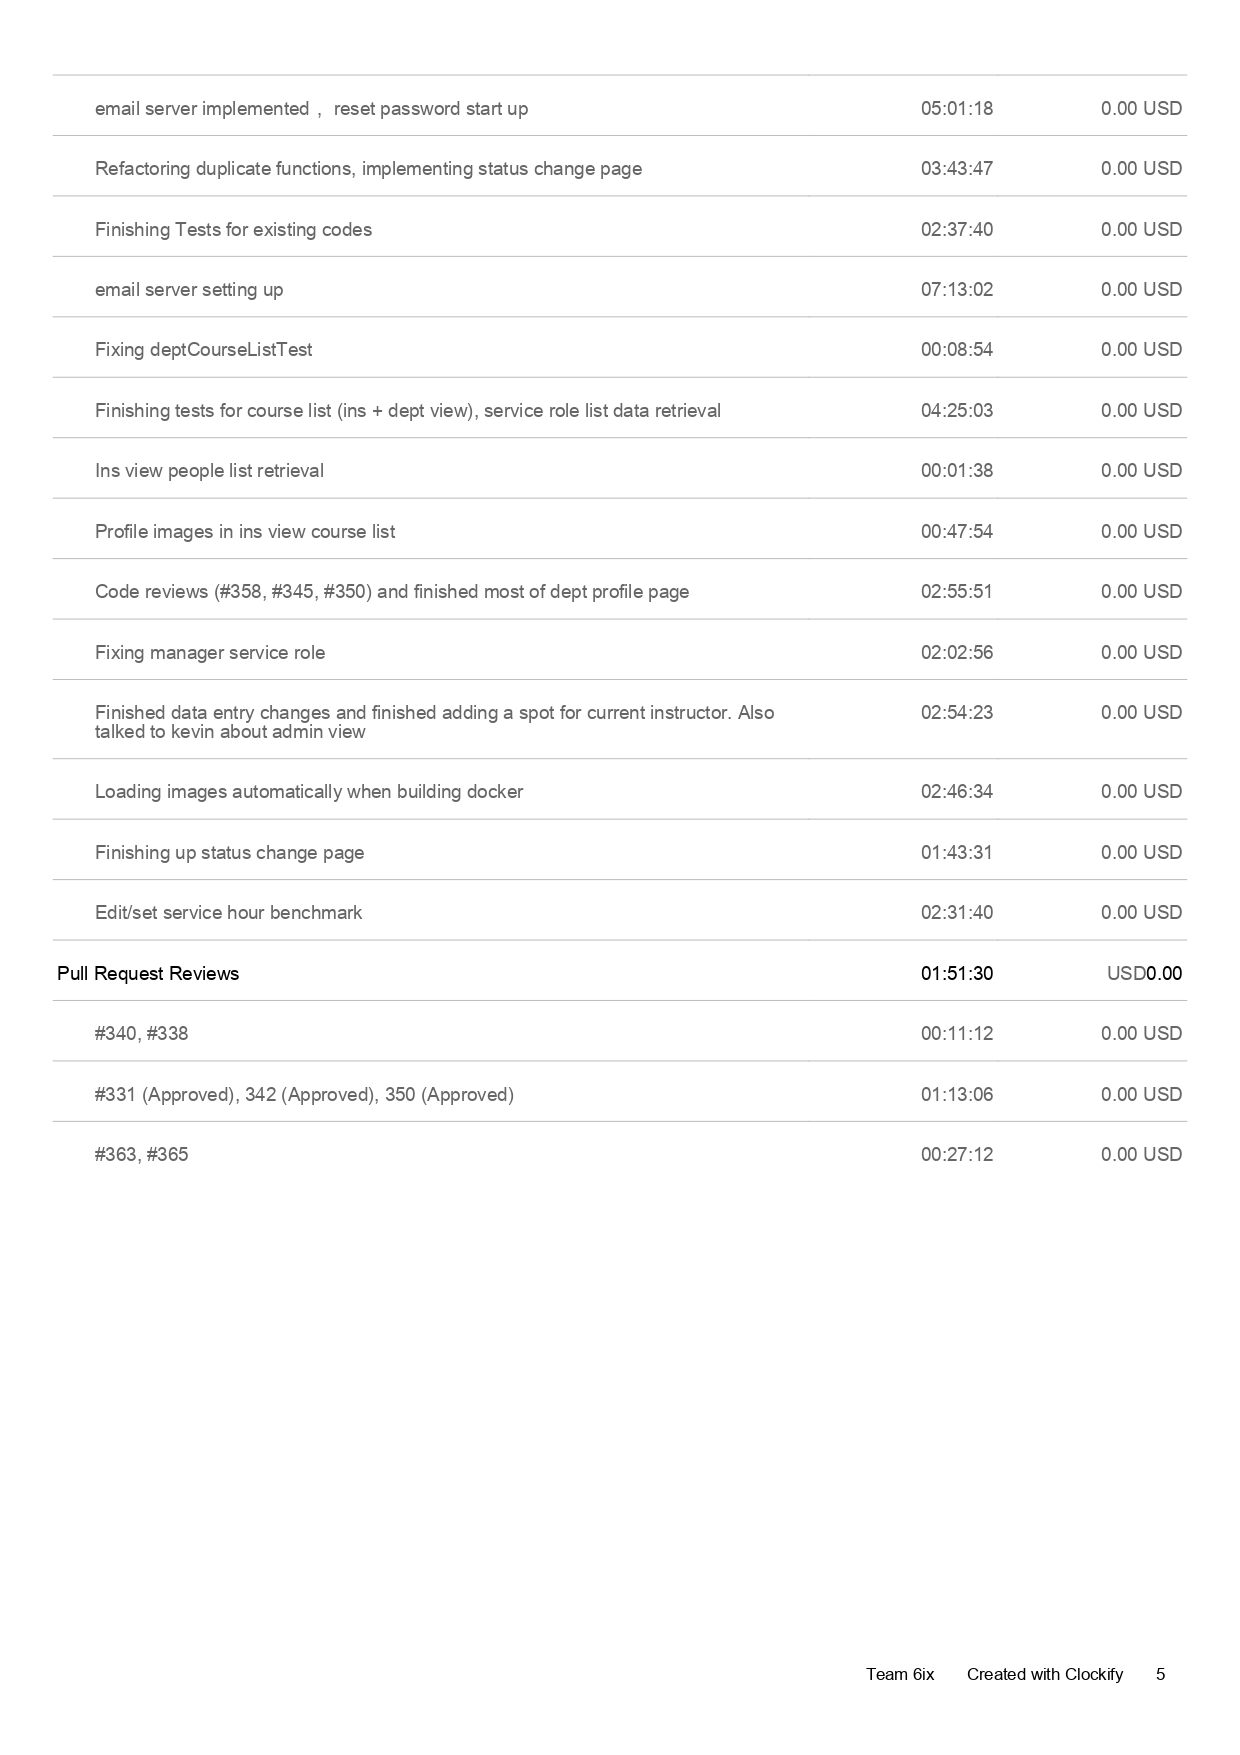 email server implemented ， reset password start up 05:01:18 0.00 USD
Refactoring duplicate functions, implementing status change page 03:43:47 0.00 USD
Finishing Tests for existing codes 02:37:40 0.00 USD
email server setting up 07:13:02 0.00 USD
Fixing deptCourseListTest 00:08:54 0.00 USD
Finishing tests for course list (ins + dept view), service role list data retrieval 04:25:03 0.00 USD
Ins view people list retrieval 00:01:38 0.00 USD
Profile images in ins view course list 00:47:54 0.00 USD
Code reviews (#358, #345, #350) and finished most of dept profile page 02:55:51 0.00 USD
Fixing manager service role 02:02:56 0.00 USD
Finished data entry changes and finished adding a spot for current instructor. Also 02:54:23 0.00 USD
talked to kevin about admin view
Loading images automatically when building docker 02:46:34 0.00 USD
Finishing up status change page 01:43:31 0.00 USD
Edit/set service hour benchmark 02:31:40 0.00 USD
Pull Request Reviews 01:51:30 USD0.00
#340, #338 00:11:12 0.00 USD
#331 (Approved), 342 (Approved), 350 (Approved) 01:13:06 0.00 USD
#363, #365 00:27:12 0.00 USD
Team 6ix Created with Clockify 5